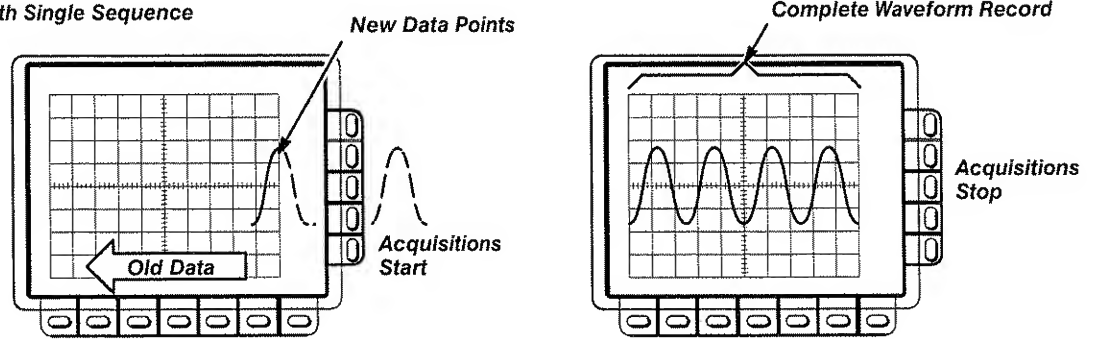 th Single Sequence
New Data Points
Complete Waveform Record
Old Data
Acquisitions
Start
Acquisitions
Stop